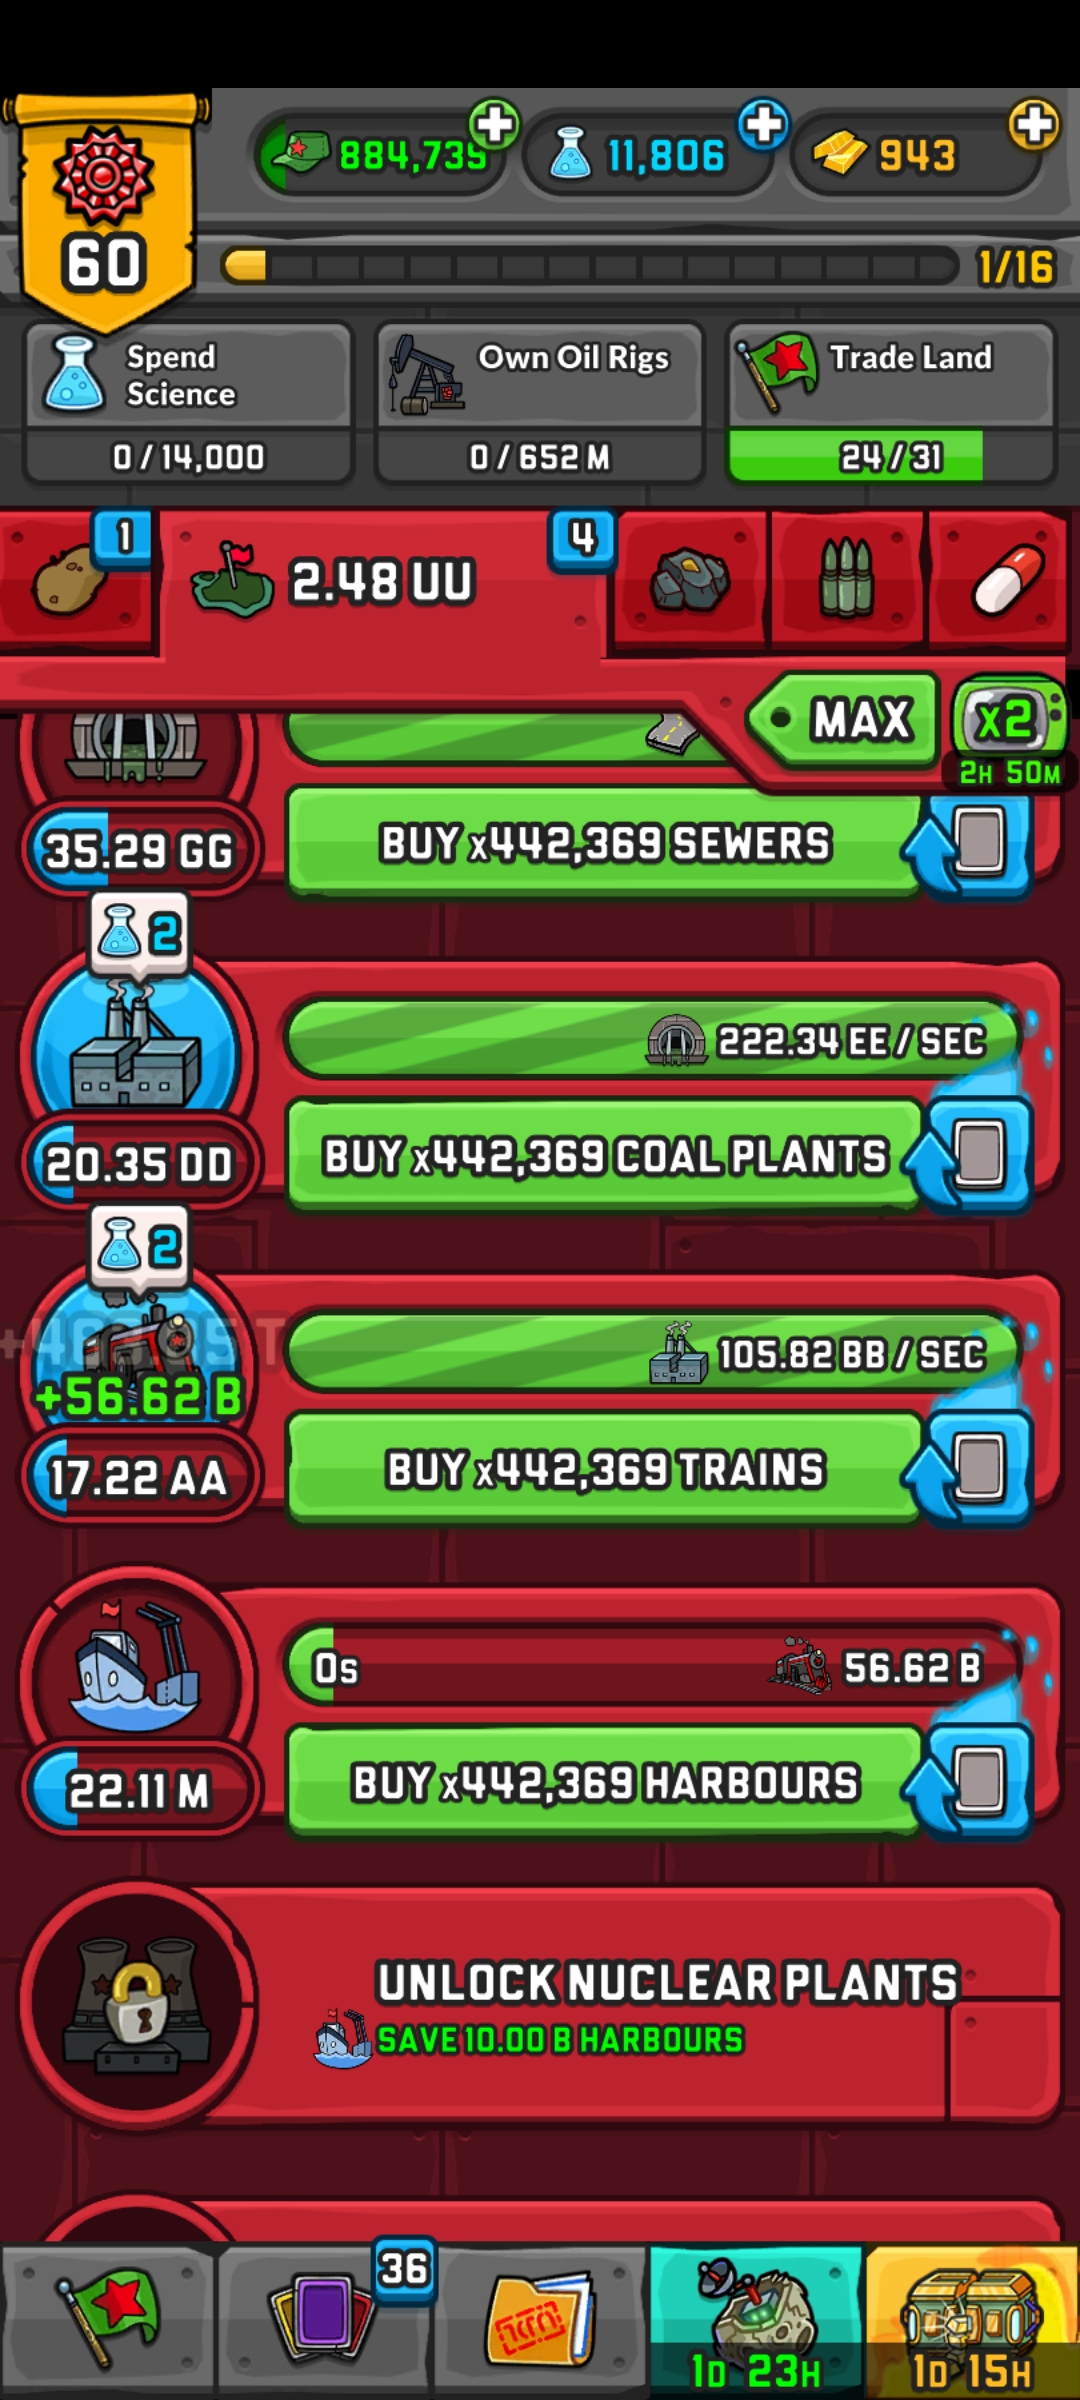 884,739
11,806
943
60
1/16
Spend
Science
0/14,000
Own Oil Rigs
0/652 M
Trade Land
24/31
1
2.48 UU
4
MAX
x2
2H 50M
35.29 GG
BUY x442,369 SEWERS
2
222.34 EE/SEC
20.35 DD
BUY x442,369 COAL PLANTS
2
105.82 BB/SEC
+56.62 B
17.22 AA
BUY x442,369 TRAINS
0s
56.62 B
22.11 M
BUY x442,369 HARBOURS
UNLOCK NUCLEAR PLANTS
SAVE 10.00 B HARBOURS
36
1D 23H
1D 15H